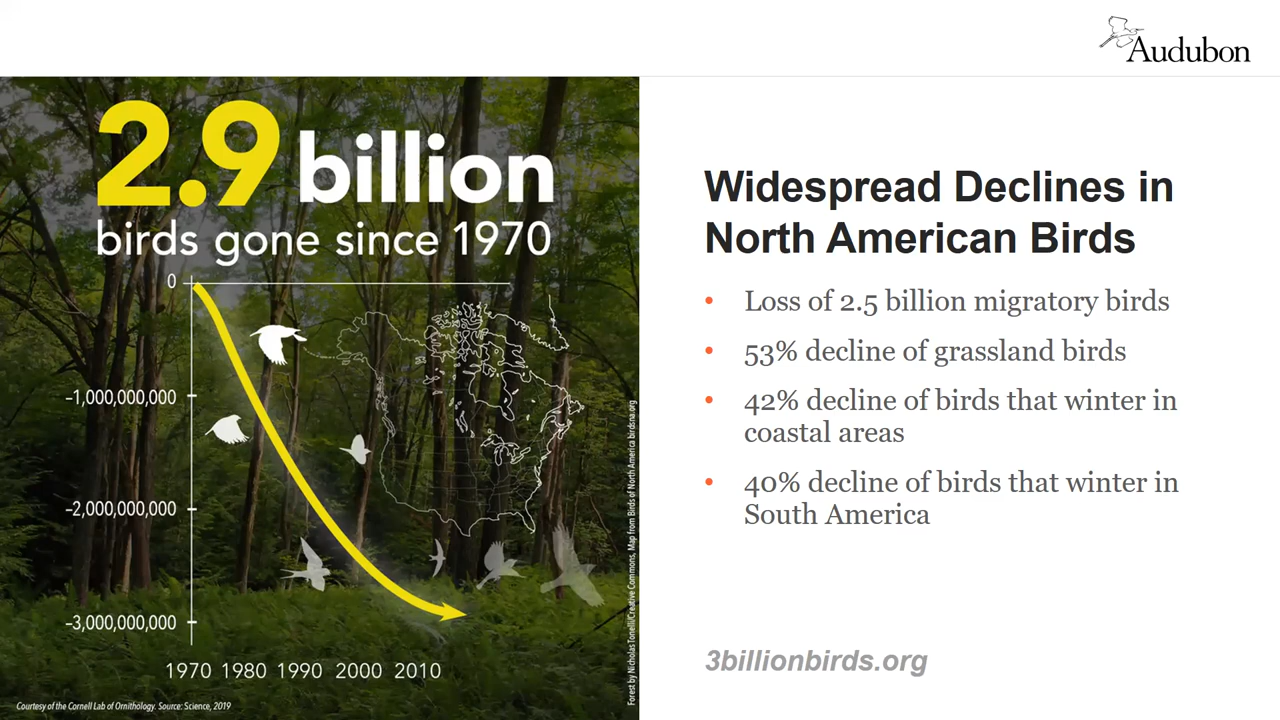 Audubon
2.9 billion
birds gone since 1970
0
–1,000,000,000
–2,000,000,000
–3,000,000,000
1970 1980 1990 2000 2010
Courtesy of the Cornell Lab of Ornithology. Source: Science, 2019
Forest by Nicholas Tonelli/Creative Commons, Map from Birds of North America birdsna.org
Widespread Declines in
North American Birds
• Loss of 2.5 billion migratory birds
• 53% decline of grassland birds
• 42% decline of birds that winter in
coastal areas
• 40% decline of birds that winter in
South America
3billionbirds.org